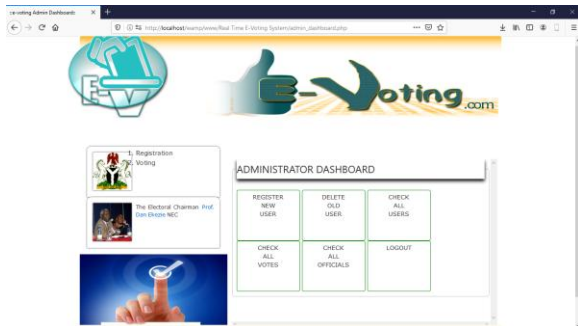 e-voting Admin Dashboard
http://localhost/wamp/www/Real Time E-Voting System/admin_dashboard.php
E-V
E-Voting.com
1. Registration
2. Voting
The Electoral Chairman Prof.
Dan Ekezie NEC
ADMINISTRATOR DASHBOARD
REGISTER
NEW
USER
DELETE
OLD
USER
CHECK
ALL
USERS
CHECK
ALL
VOTES
CHECK
ALL
OFFICIALS
LOGOUT